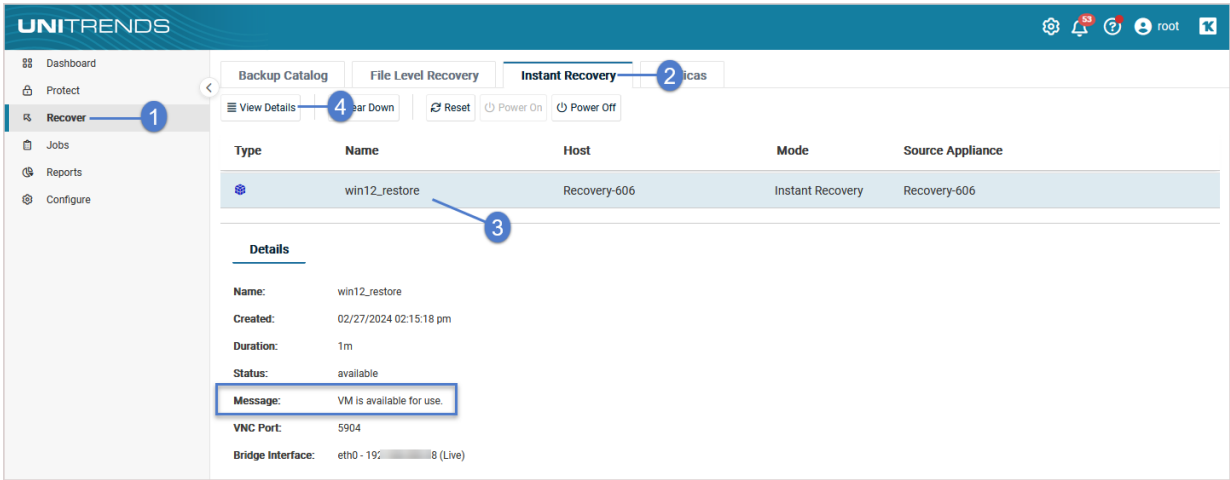 UNITRENDS
53
root
Dashboard
Protect
Recover
1
Jobs
Reports
Configure
Backup Catalog File Level Recovery Instant Recovery 2 icas
View Details 4 ear Down Reset Power On Power Off
Type Name Host Mode Source Appliance
win12_restore Recovery-606 Instant Recovery Recovery-606
3
Details
Name: win12_restore
Created: 02/27/2024 02:15:18 pm
Duration: 1m
Status: available
Message: VM is available for use.
VNC Port: 5904
Bridge Interface: eth0 - 192 8 (Live)